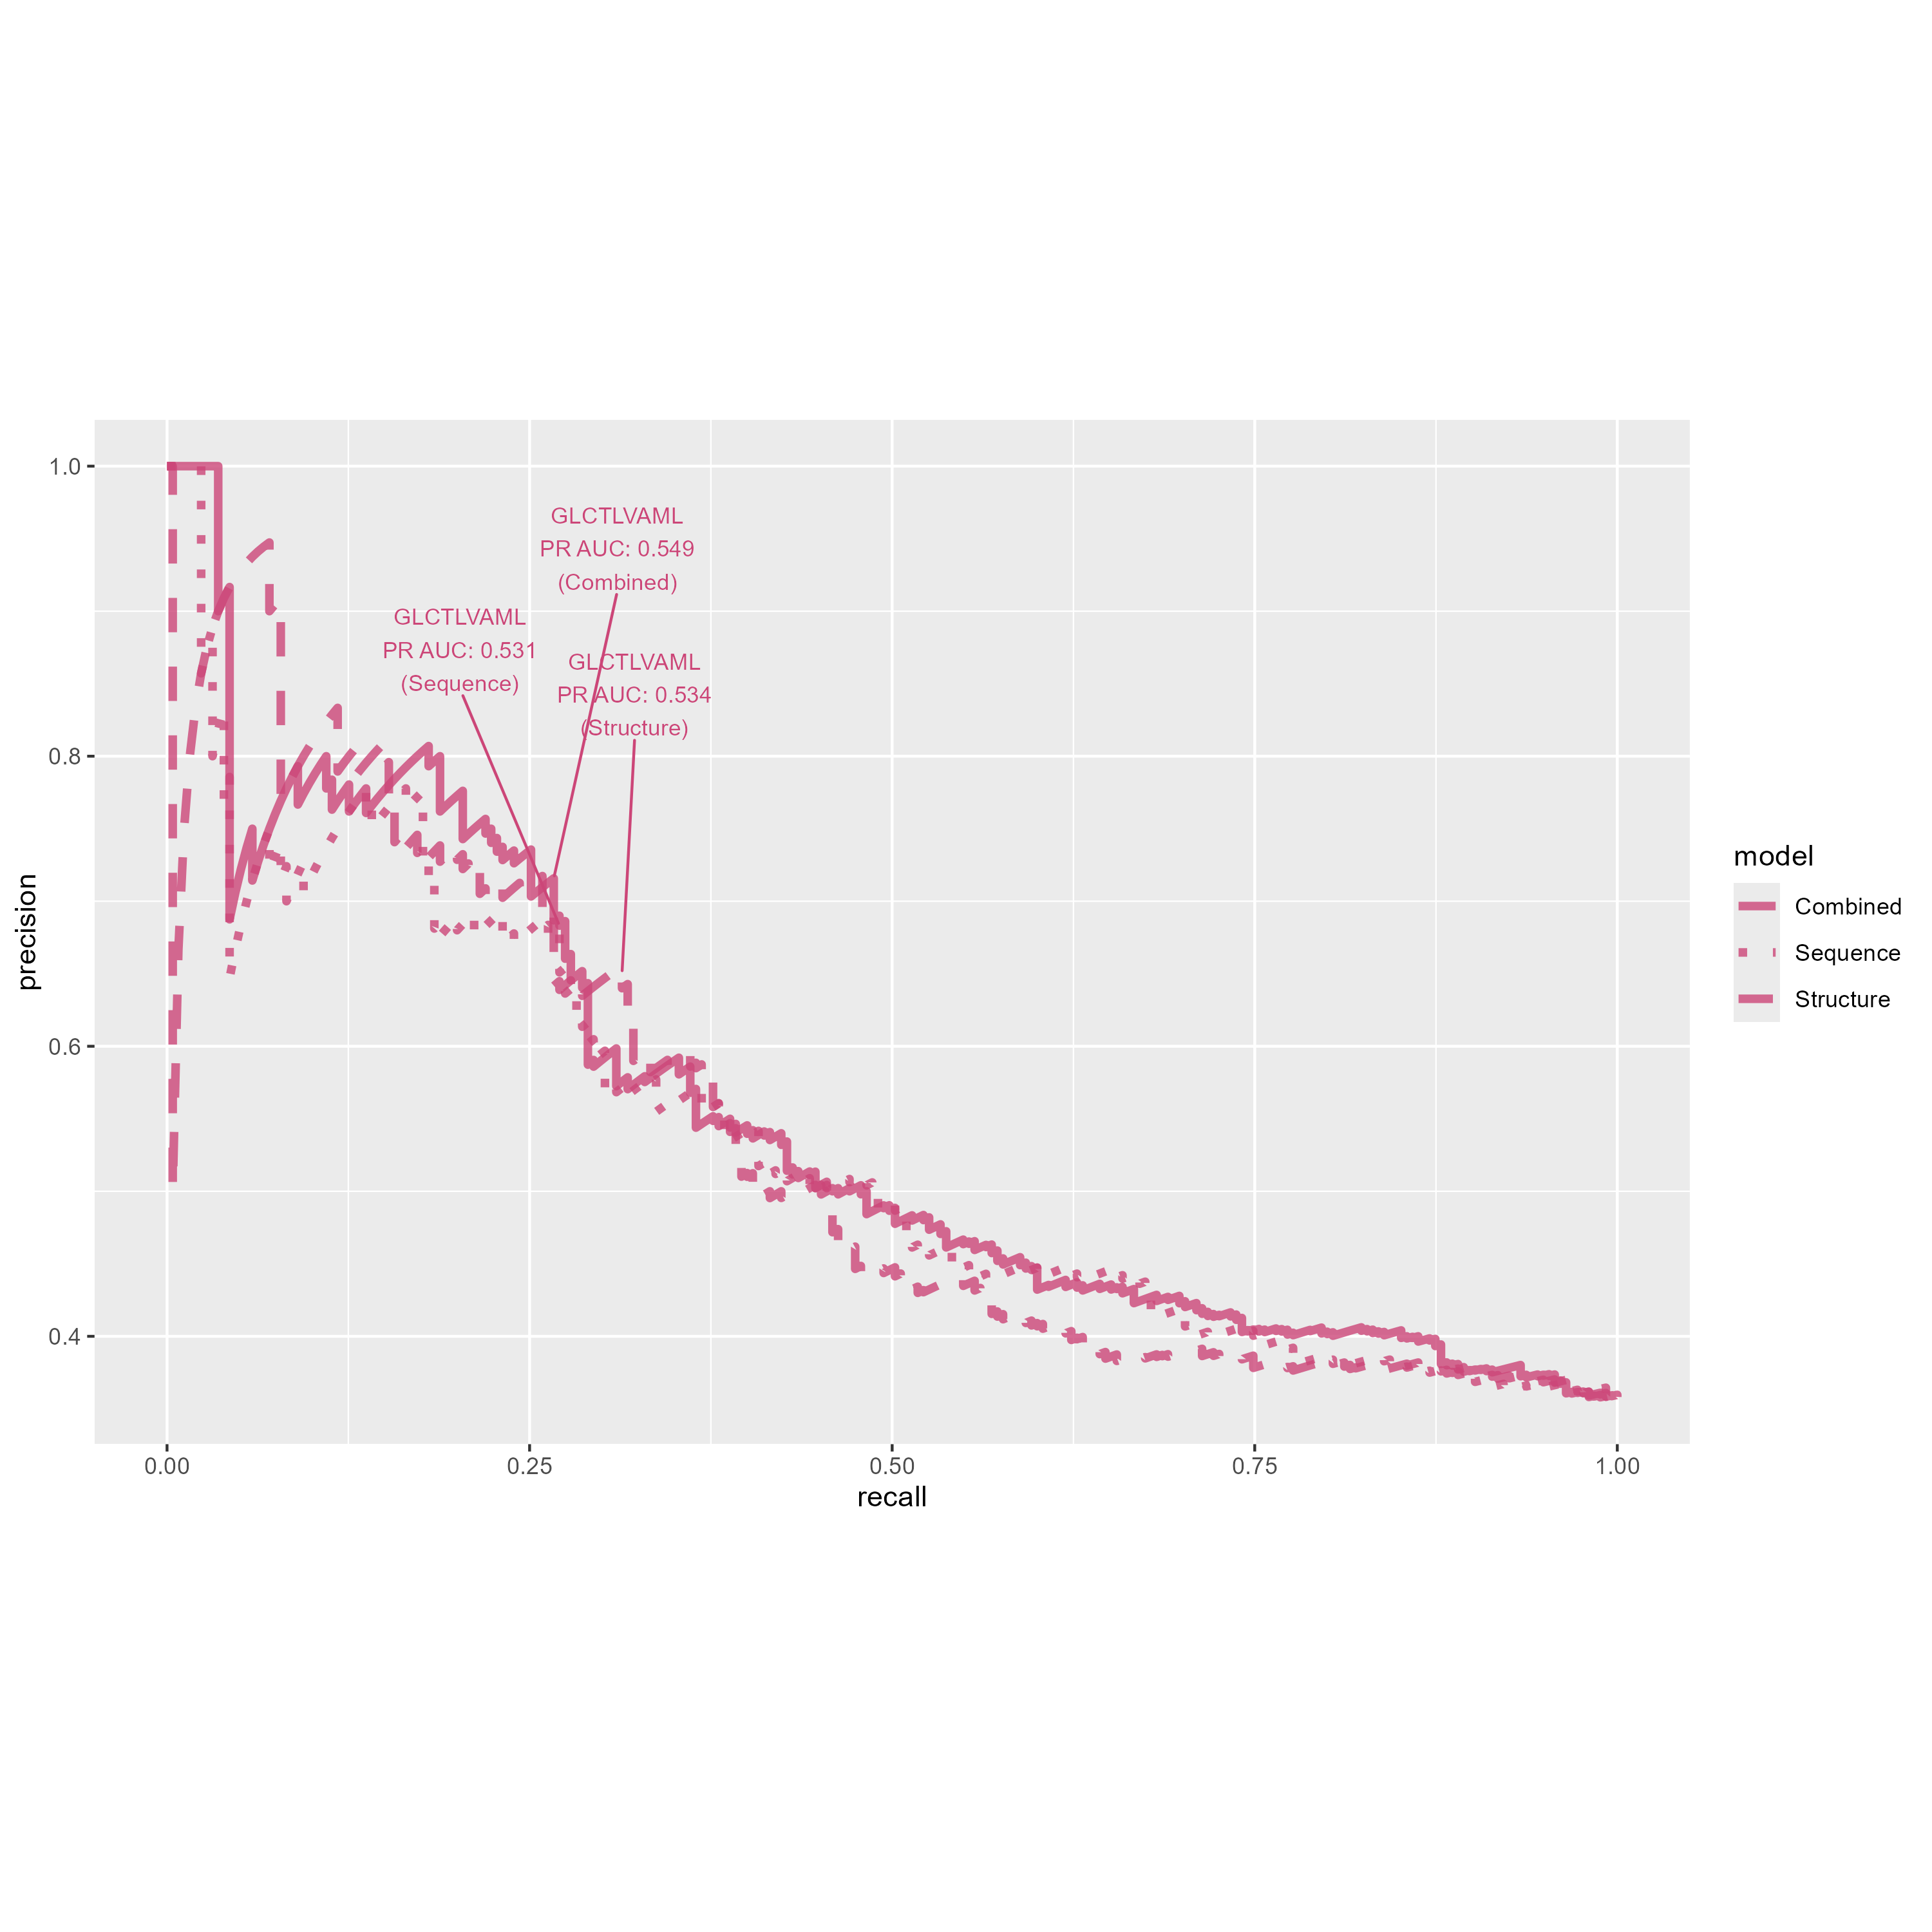 GLCTLVAML
PR AUC: 0.549
(Combined)
GLCTLVAML
PR AUC: 0.531
(Sequence)
GLCTLVAML
PR AUC: 0.534
(Structure)
1.0
0.8
0.6
0.4
precision
0.00
0.25
0.50
0.75
1.00
recall
model
Combined
Sequence
Structure